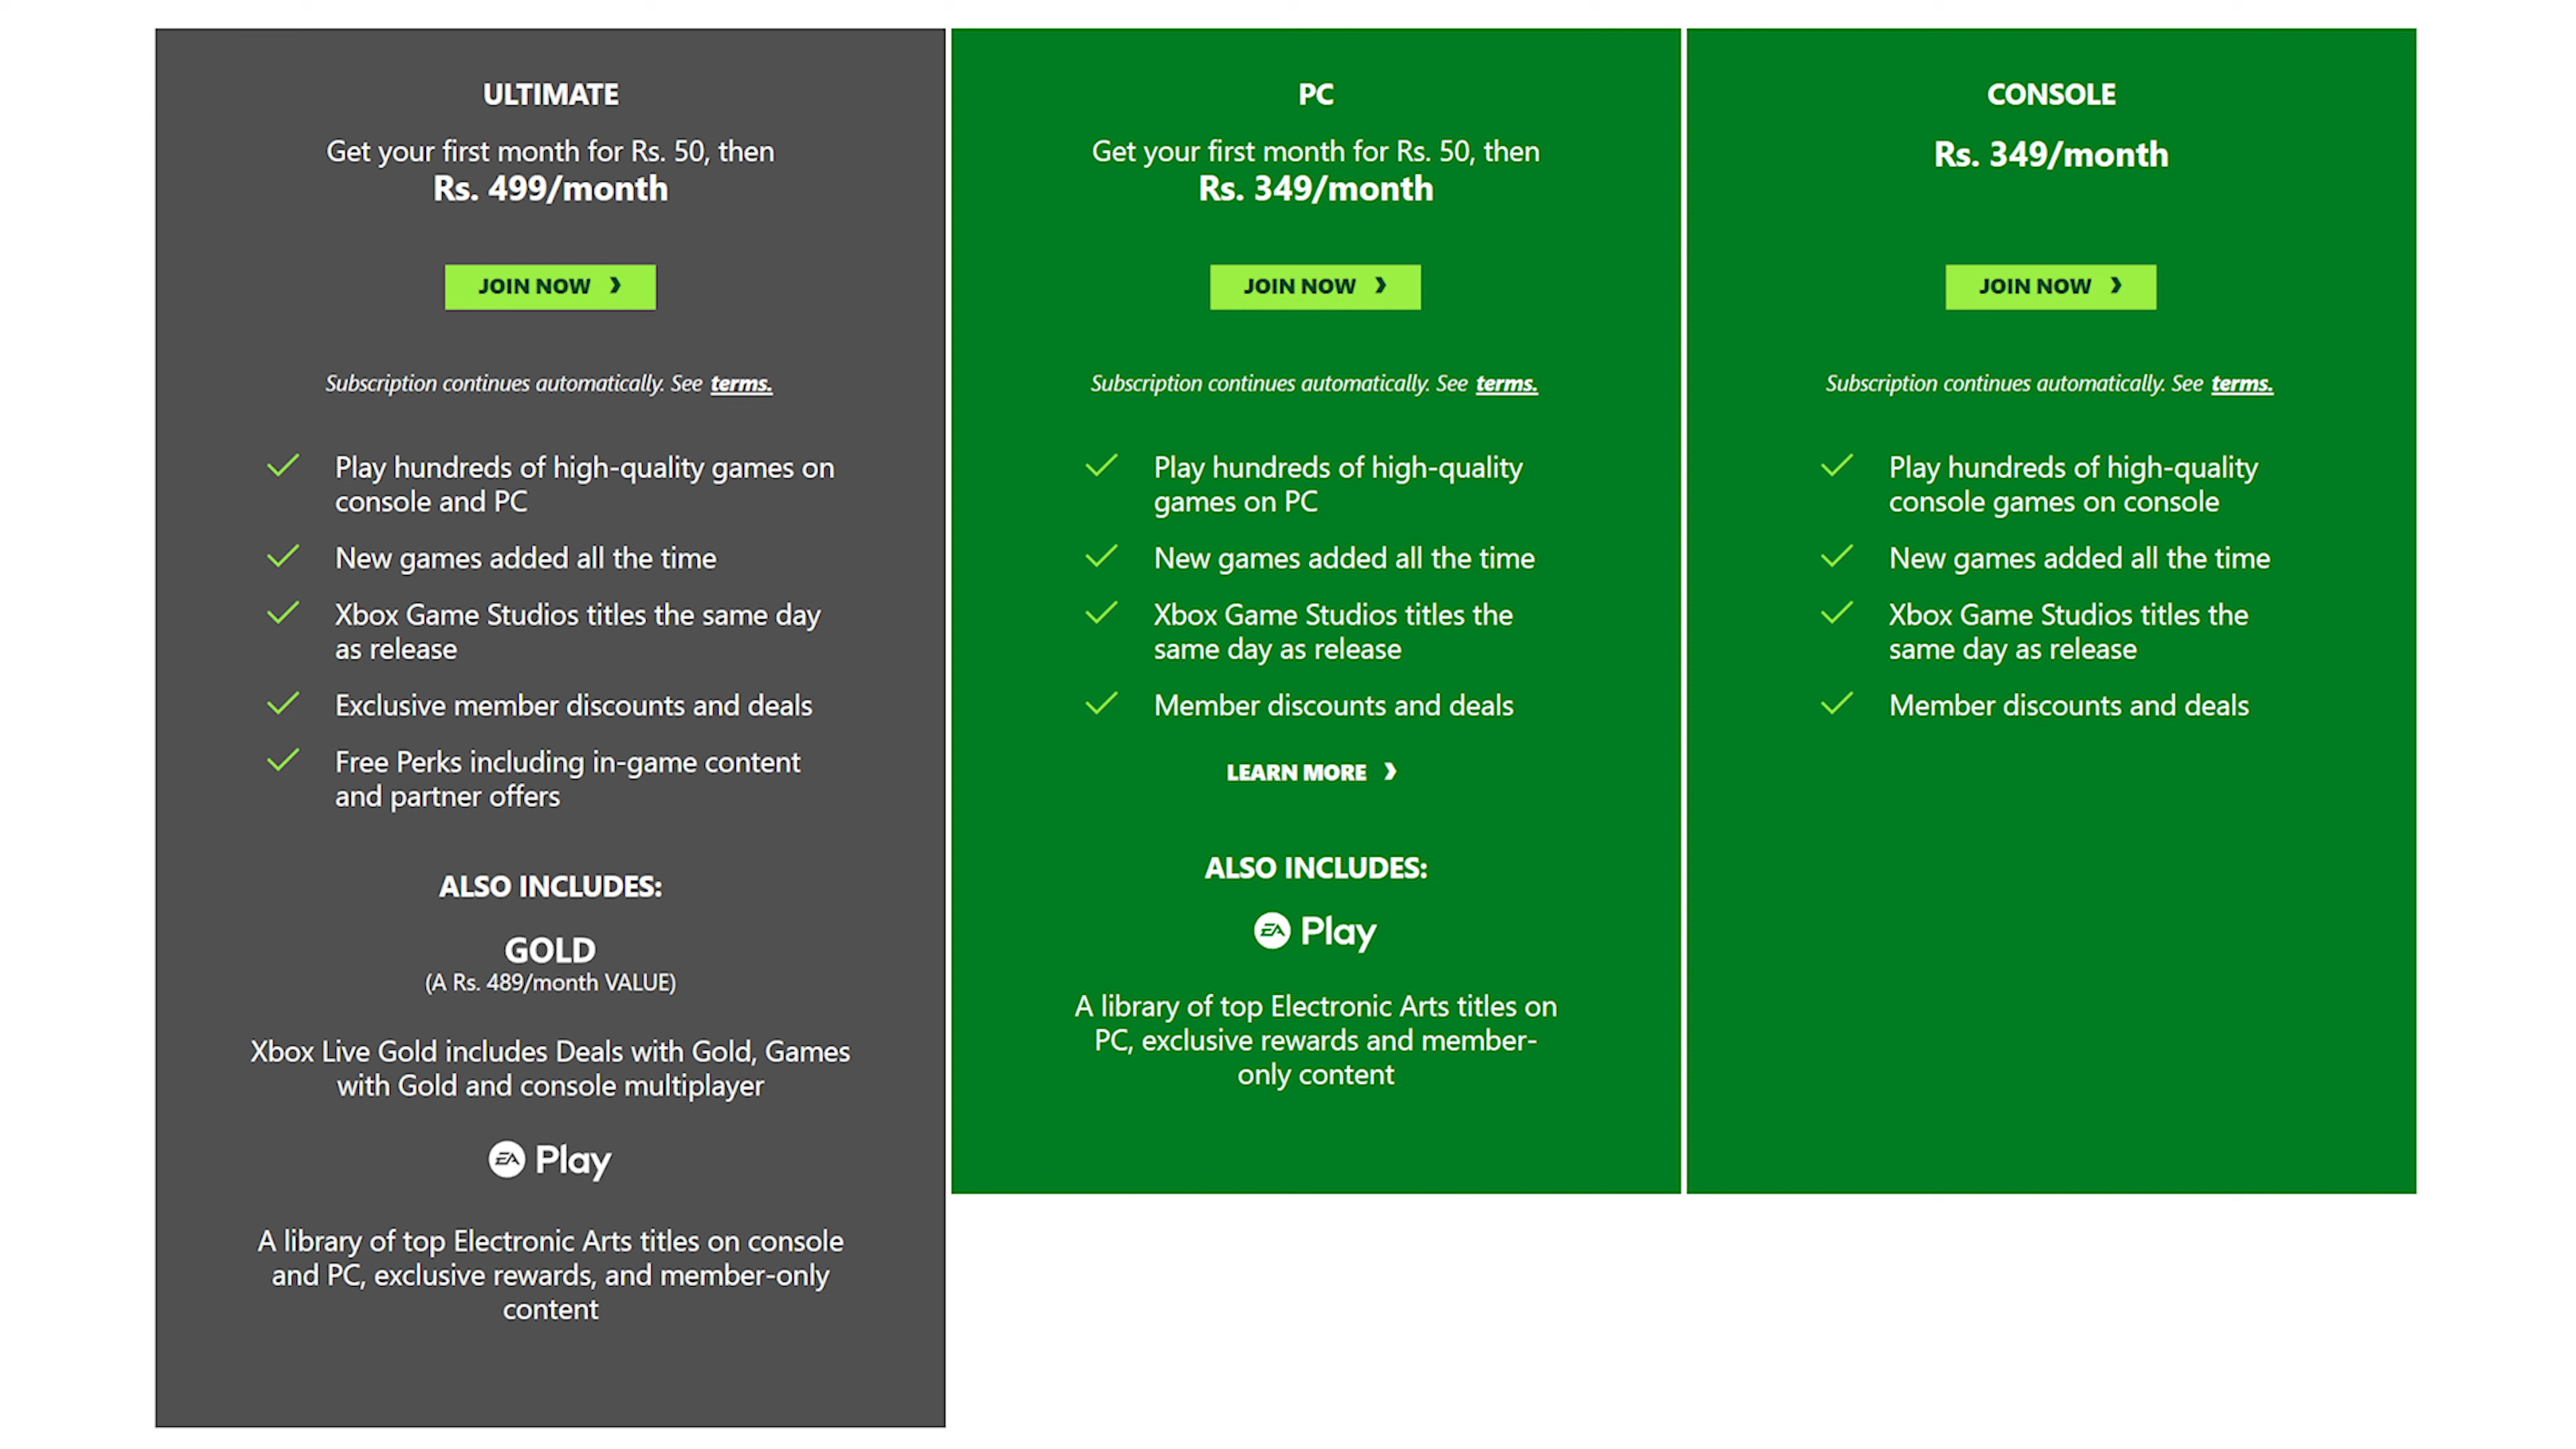 ULTIMATE
Get your first month for Rs. 50, then
Rs. 499/month
JOIN NOW
Subscription continues automatically. See terms.
Play hundreds of high-quality games on
console and PC
New games added all the time
Xbox Game Studios titles the same day
as release
Exclusive member discounts and deals
Free Perks including in-game content
and partner offers
ALSO INCLUDES:
GOLD
(A Rs. 489/month VALUE)
Xbox Live Gold includes Deals with Gold, Games
with Gold and console multiplayer
EA Play
A library of top Electronic Arts titles on console
and PC, exclusive rewards, and member-only
content
PC
Get your first month for Rs. 50, then
Rs. 349/month
JOIN NOW
Subscription continues automatically. See terms.
Play hundreds of high-quality
games on PC
New games added all the time
Xbox Game Studios titles the
same day as release
Member discounts and deals
LEARN MORE
ALSO INCLUDES:
EA Play
A library of top Electronic Arts titles on
PC, exclusive rewards and member-
only content
CONSOLE
Rs. 349/month
JOIN NOW
Subscription continues automatically. See terms.
Play hundreds of high-quality
console games on console
New games added all the time
Xbox Game Studios titles the
same day as release
Member discounts and deals